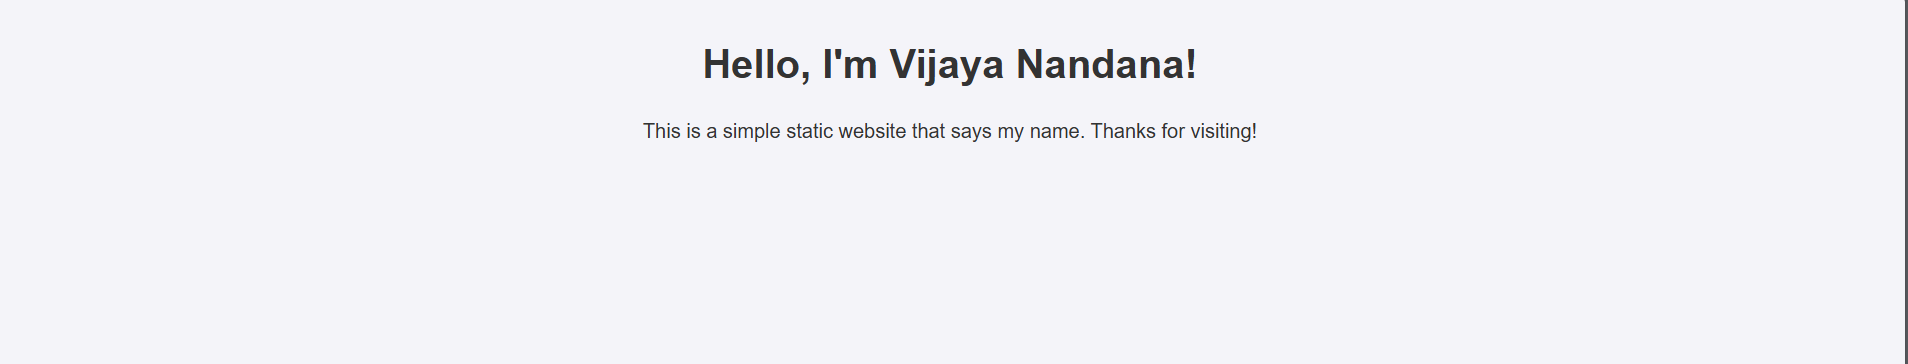 Hello, I'm Vijaya Nandana!
This is a simple static website that says my name. Thanks for visiting!